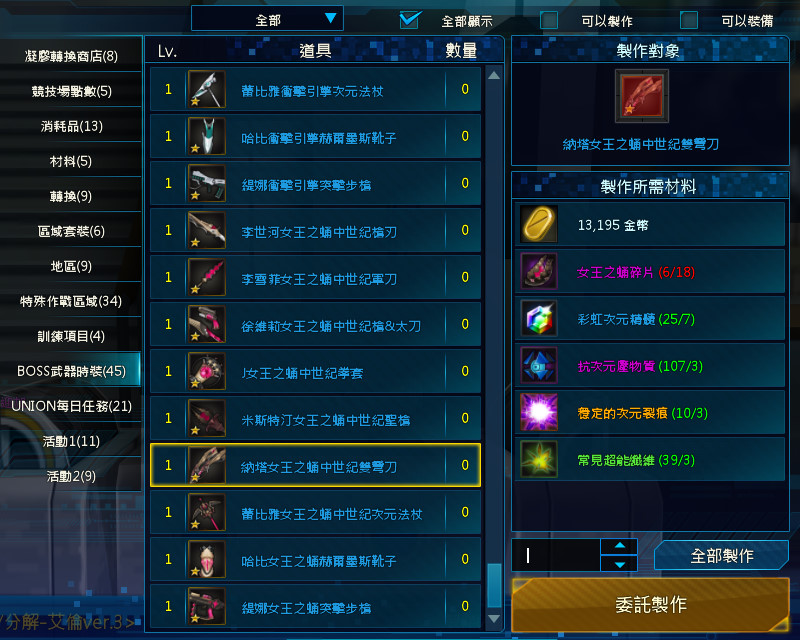 全部
全部顯示
可以製作
可以裝備
凝膠轉換商店(8)
競技場點數(5)
消耗品(13)
材料(5)
轉換(9)
區域套裝(6)
地區(9)
特殊作戰區域(34)
訓練項目(4)
BOSS武器時裝(45)
UNION每日任務(21)
活動1(11)
活動2(9)
/分解-艾倫ver.3>
Lv. 道具 數量
1 蕾比雅衝擊引擎次元法杖 0
1 哈比衝擊引擎赫爾墨斯靴子 0
1 緹娜衝擊引擎突擊步槍 0
1 李世河女王之蛹中世紀槍刃 0
1 李雪菲女王之蛹中世紀軍刀 0
1 徐維莉女王之蛹中世紀槍&太刀 0
1 J女王之蛹中世紀拳套 0
1 米斯特汀女王之蛹中世紀聖槍 0
1 納塔女王之蛹中世紀雙彎刀 0
1 蕾比雅女王之蛹中世紀次元法杖 0
1 哈比女王之蛹赫爾墨斯靴子 0
1 緹娜女王之蛹突擊步槍 0
製作對象
納塔女王之蛹中世紀雙彎刀
製作所需材料
13,195 金幣
女王之蛹碎片 (6/18)
彩虹次元精髓 (25/7)
抗次元塵物質 (107/3)
穩定的次元裂痕 (10/3)
常見超能纖維 (39/3)
全部製作
委託製作